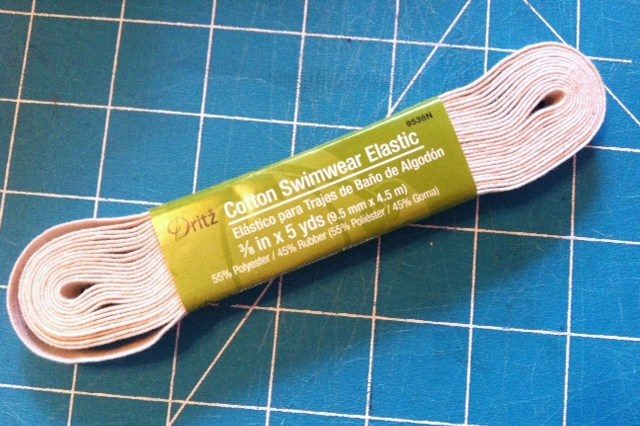 9538N
Dritz
Cotton Swimwear Elastic
Elástico para Trajes de Baño de Algodón
⅜ in x 5 yds (9.5 mm x 4.5 m)
55% Polyester / 45% Rubber (55% Poliéster / 45% Goma)